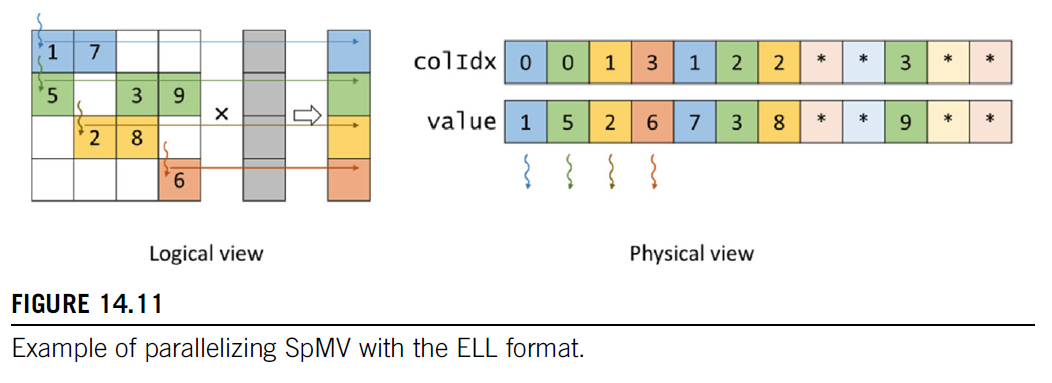 1 7
5 3 9
×
2 8
6
Logical view
colIdx 0 0 1 3 1 2 2 * * 3 * *
value 1 5 2 6 7 3 8 * * 9 * *
Physical view
FIGURE 14.11
Example of parallelizing SpMV with the ELL format.